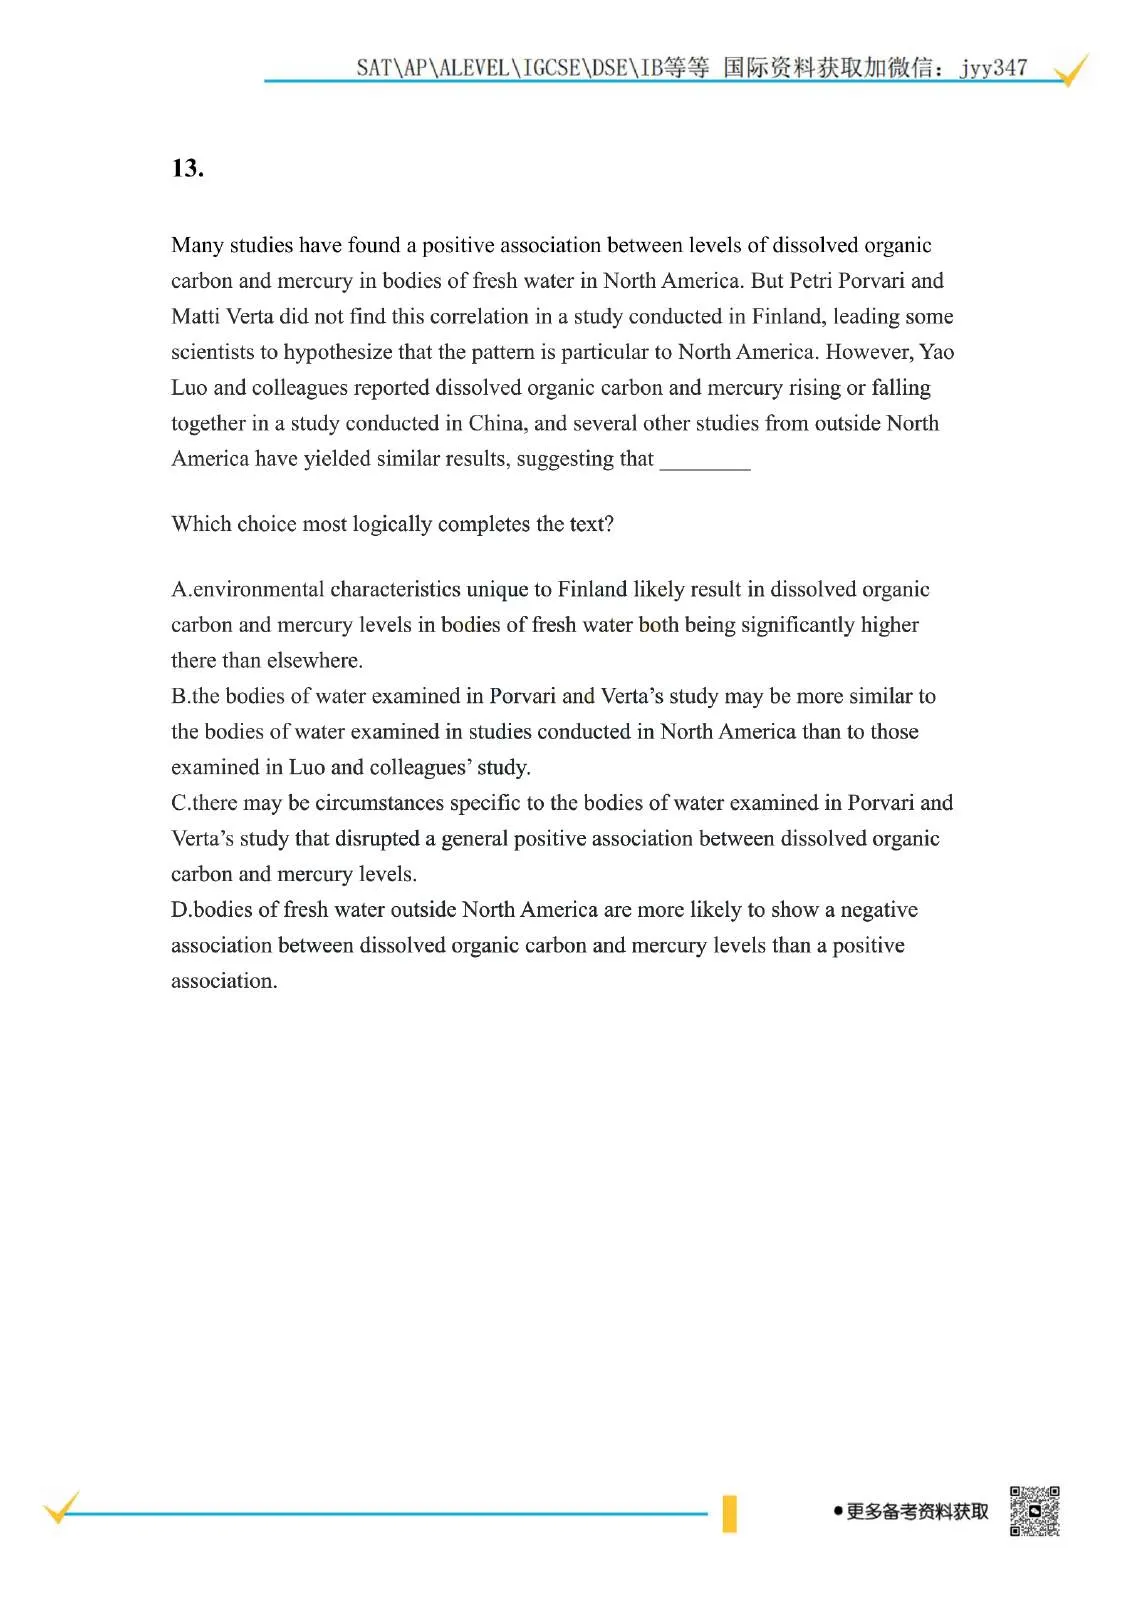 SAT\AP\ALEVEL\IGCSE\DSE\IB等等 国际资料获取加微信：jyy347
13.
Many studies have found a positive association between levels of dissolved organic
carbon and mercury in bodies of fresh water in North America. But Petri Porvari and
Matti Verta did not find this correlation in a study conducted in Finland, leading some
scientists to hypothesize that the pattern is particular to North America. However, Yao
Luo and colleagues reported dissolved organic carbon and mercury rising or falling
together in a study conducted in China, and several other studies from outside North
America have yielded similar results, suggesting that ________
Which choice most logically completes the text?
A.environmental characteristics unique to Finland likely result in dissolved organic
carbon and mercury levels in bodies of fresh water both being significantly higher
there than elsewhere.
B.the bodies of water examined in Porvari and Verta’s study may be more similar to
the bodies of water examined in studies conducted in North America than to those
examined in Luo and colleagues’ study.
C.there may be circumstances specific to the bodies of water examined in Porvari and
Verta’s study that disrupted a general positive association between dissolved organic
carbon and mercury levels.
D.bodies of fresh water outside North America are more likely to show a negative
association between dissolved organic carbon and mercury levels than a positive
association.
•更多备考资料获取